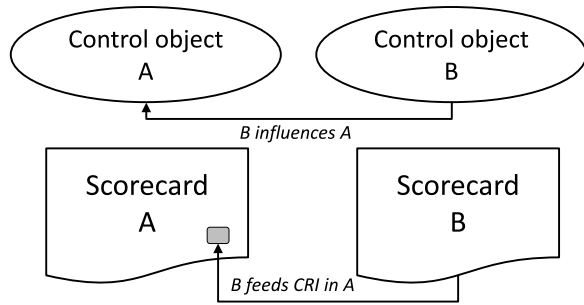 Control object
A
Control object
B
B influences A
Scorecard
A
Scorecard
B
B feeds CRI in A